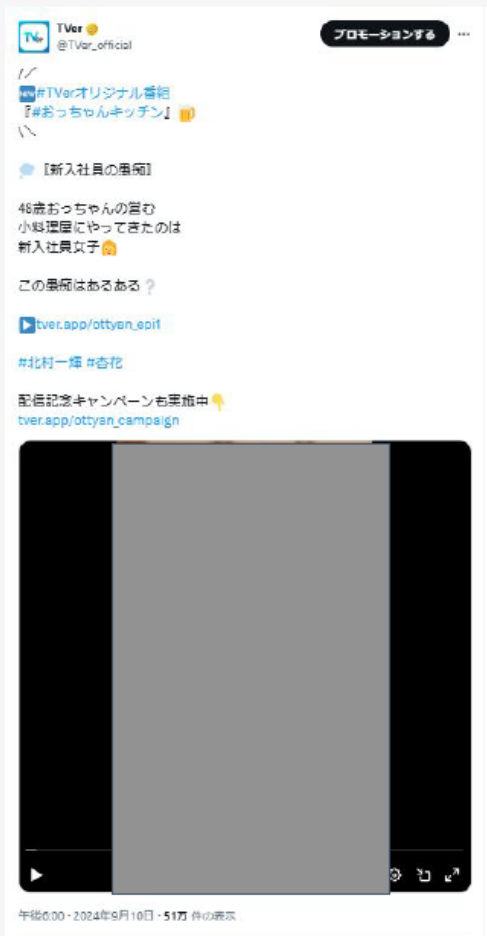 TVer
@TVer_official
プロモーションする
NEW#TVerオリジナル番組
『#おっちゃんキッチン』
〖新入社員の愚痴〗
48歳おっちゃんの営む
小料理屋にやってきたのは
新入社員女子
この愚痴はあるある❔
tver.app/ottyan_epi1
#北村一輝 #杏花
配信記念キャンペーンも実施中
tver.app/ottyan_campaign
午後6:00 · 2024年9月10日 · 51万 件の表示